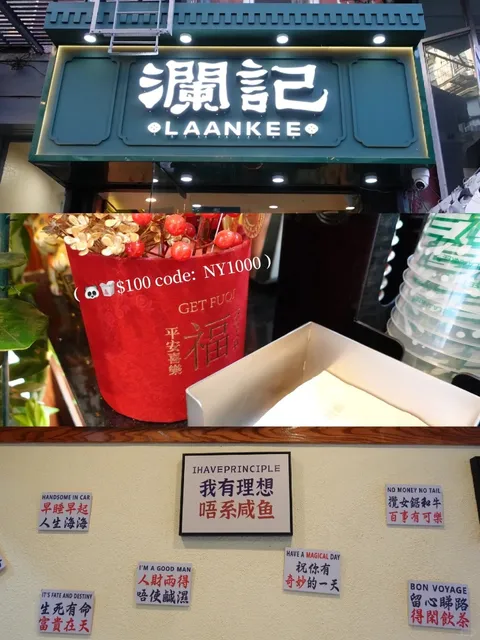 瀾記
LAANKEE
(🐼🥤$100 code: NY1000 )
GET FUQI
福
平安喜樂
IHAVEPRINCIPLE
我有理想
唔系咸鱼
HANDSOME IN CAR
早睡早起
人生海海
NO MONEY NO TAIL
攬女鋸和牛
百事有可樂
I'M A GOOD MAN
人財兩得
唔使鹹濕
HAVE A MAGICAL DAY
祝你有
奇妙的一天
IT'S FATE AND DESTINY
生死有命
富貴在天
BON VOYAGE
留心睇路
得閑飲茶